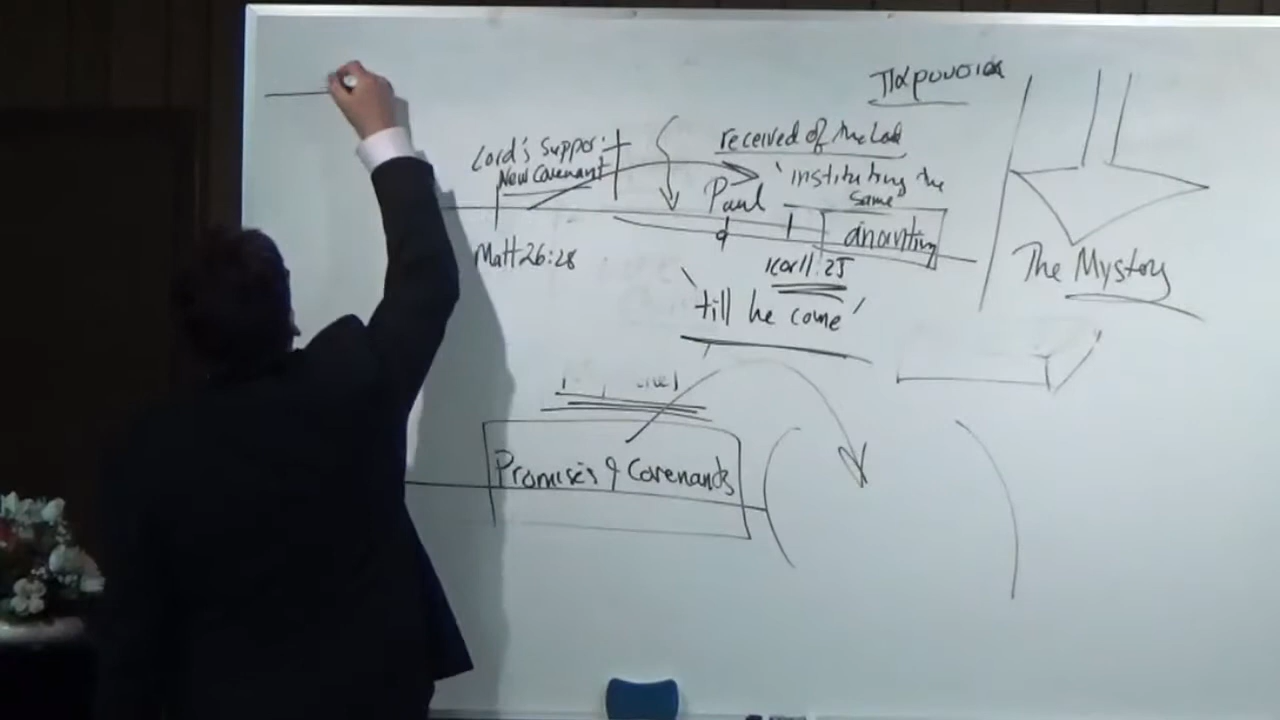 Παρουσια
Lord's Supper
New Covenant
received of the Lord
'instituting the
same'
Paul
anointing
Matt 26:28
1Cor 11:25
'till he come'
The Mystery
Promises & Covenands